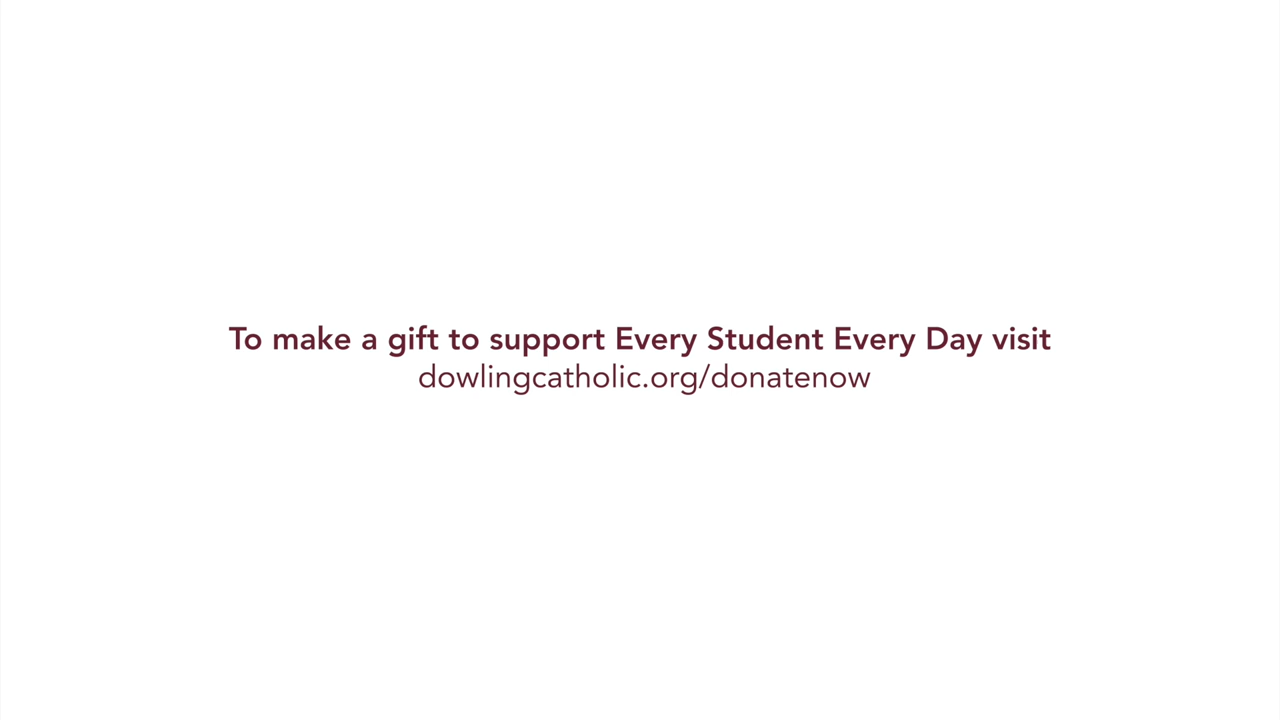 To make a gift to support Every Student Every Day visit
dowlingcatholic.org/donatenow